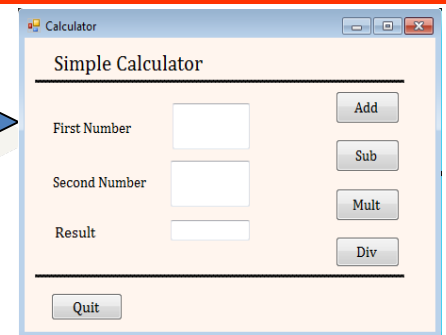 Calculator
Simple Calculator
First Number
Add
Sub
Second Number
Mult
Result
Div
Quit